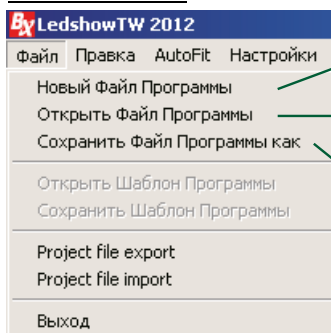 Bx LedshowTW 2012
Файл Правка AutoFit Настройки
Новый Файл Программы
Открыть Файл Программы
Сохранить Файл Программы как
Открыть Шаблон Программы
Сохранить Шаблон Программы
Project file export
Project file import
Выход